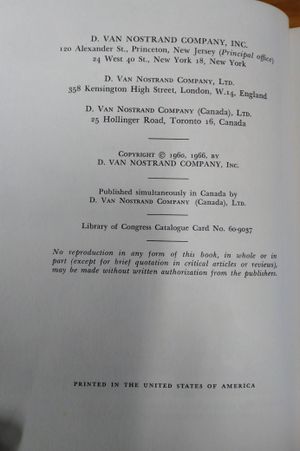 D. VAN NOSTRAND COMPANY, INC.
120 Alexander St., Princeton, New Jersey (Principal office)
24 West 40 St., New York 18, New York
D. VAN NOSTRAND COMPANY, LTD.
358 Kensington High Street, London, W.14, England
D. VAN NOSTRAND COMPANY (Canada), LTD.
25 Hollinger Road, Toronto 16, Canada
COPYRIGHT © 1960, 1966, BY
D. VAN NOSTRAND COMPANY, INC.
Published simultaneously in Canada by
D. VAN NOSTRAND COMPANY (Canada), LTD.
Library of Congress Catalogue Card No. 60-9037
No reproduction in any form of this book, in whole or in
part (except for brief quotation in critical articles or reviews),
may be made without written authorization from the publishers.
PRINTED IN THE UNITED STATES OF AMERICA